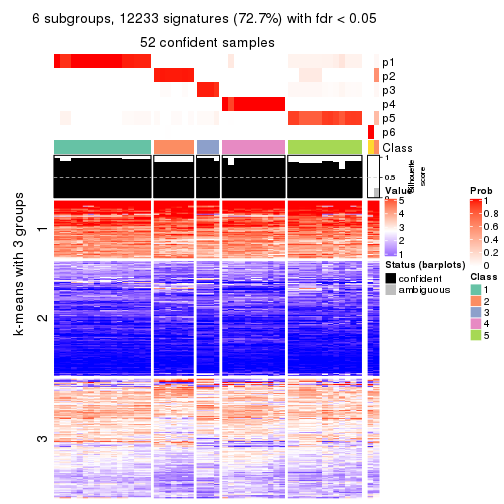 6 subgroups, 12233 signatures (72.7%) with fdr < 0.05
52 confident samples
p1
p2
p3
p4
p5
p6
Class
1
0.5
0
Silhouette
score
k-means with 3 groups
1
2
3
Value
5
4
3
2
1
Status (barplots)
confident
ambiguous
Prob
1
0.8
0.6
0.4
0.2
0
Class
1
2
3
4
5